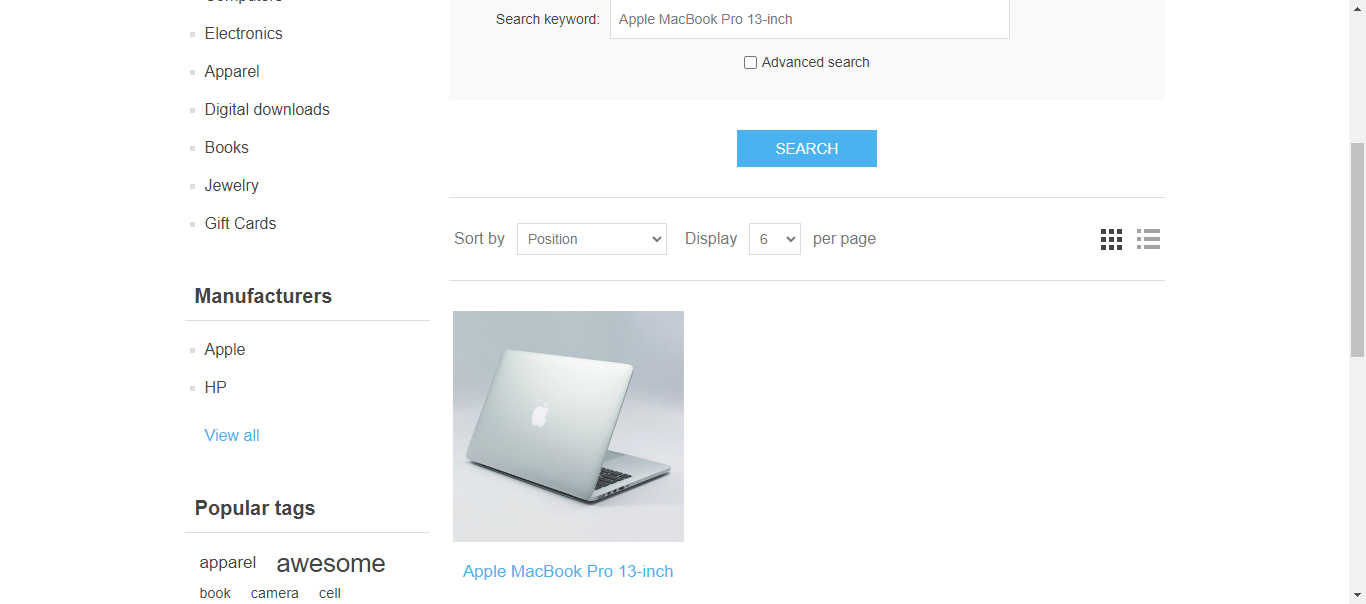 Electronics
Apparel
Digital downloads
Books
Jewelry
Gift Cards
Manufacturers
Apple
HP
View all
Popular tags
apparel awesome
book camera cell
Search keyword: Apple MacBook Pro 13-inch
Advanced search
SEARCH
Sort by Position Display 6 per page
Apple MacBook Pro 13-inch